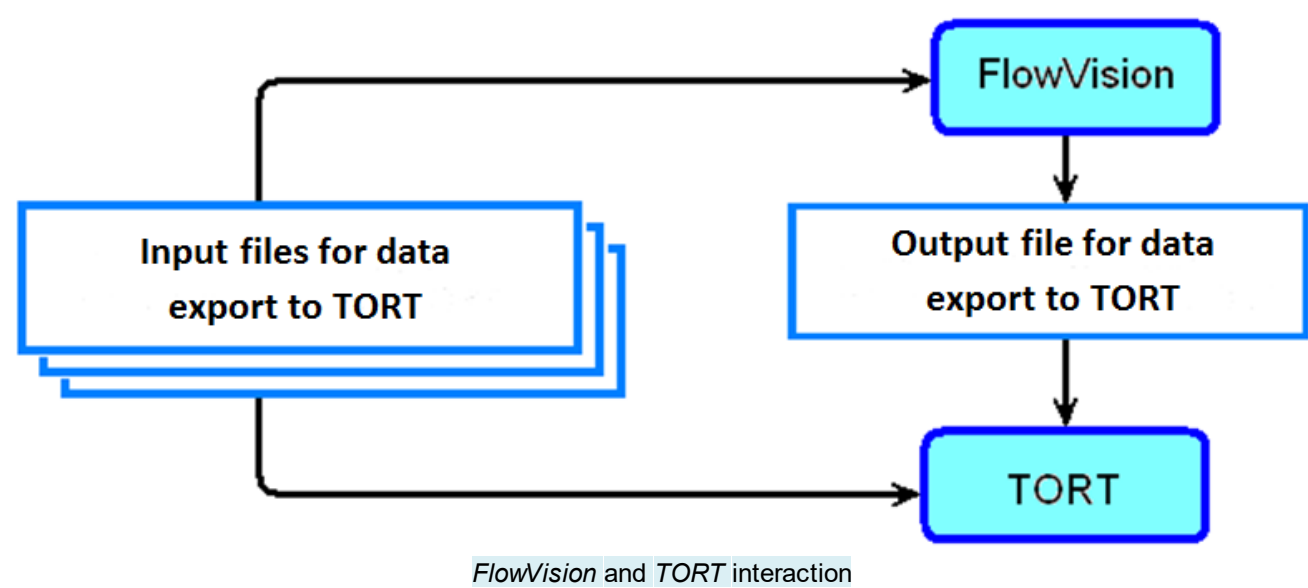 FlowVision
Input files for data
export to TORT
Output file for data
export to TORT
TORT
FlowVision and TORT interaction